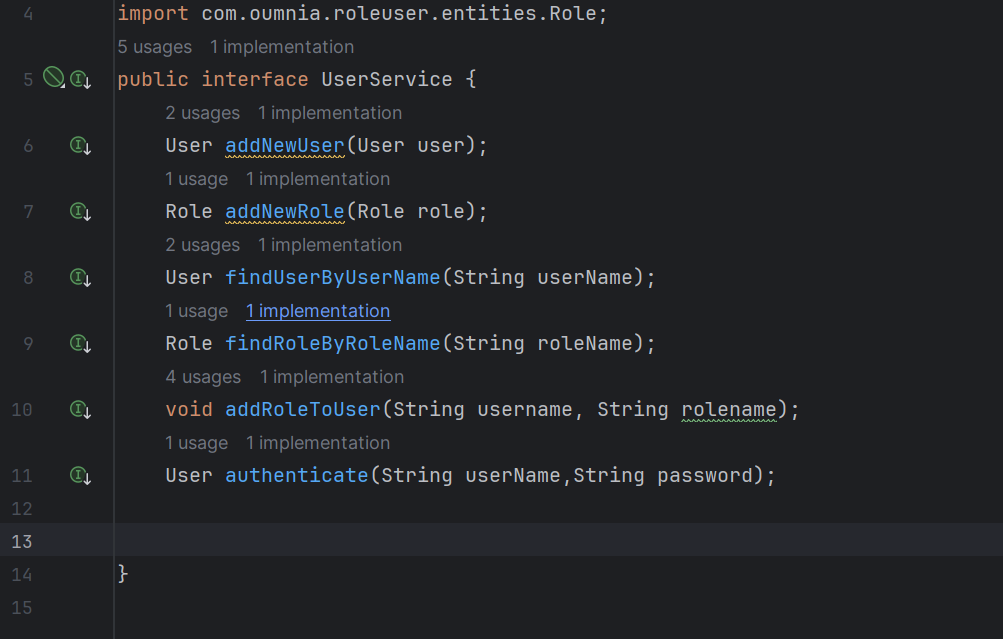 4 import com.oumnia.roleuser.entities.Role;
5 usages 1 implementation
5 public interface UserService {
2 usages 1 implementation
6 User addNewUser(User user);
1 usage 1 implementation
7 Role addNewRole(Role role);
2 usages 1 implementation
8 User findUserByUserName(String userName);
1 usage 1 implementation
9 Role findRoleByRoleName(String roleName);
4 usages 1 implementation
10 void addRoleToUser(String username, String rolename);
1 usage 1 implementation
11 User authenticate(String userName,String password);
12
13
14 }
15